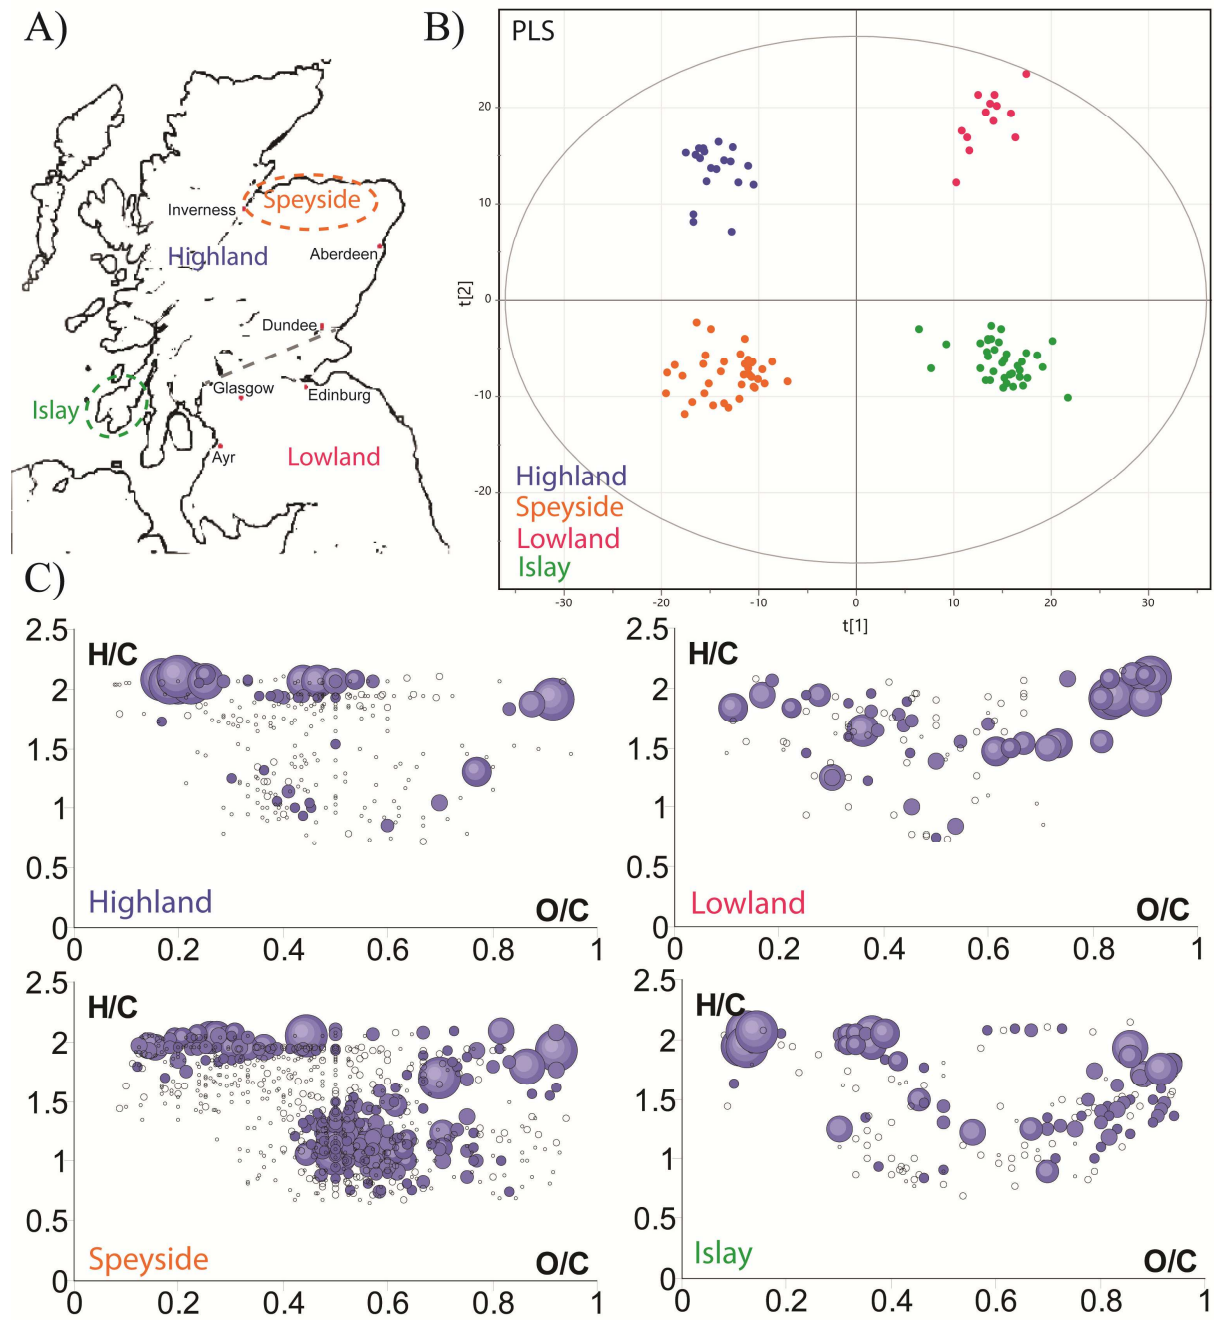 A)
Inverness
Speyside
Highland
Aberdeen
Dundee
Glasgow
Edinburg
Islay
Ayr
Lowland
B)
PLS
t[2]
20
10
0
-10
-20
Highland
Speyside
Lowland
Islay
-30
-20
-10
0
10
20
30
t[1]
C)
2.5
2
1.5
1
0.5
0
H/C
Highland
O/C
0
0.2
0.4
0.6
0.8
1
2.5
2
1.5
1
0.5
0
H/C
Lowland
O/C
0
0.2
0.4
0.6
0.8
1
2.5
2
1.5
1
0.5
0
H/C
Speyside
O/C
0
0.2
0.4
0.6
0.8
1
2.5
2
1.5
1
0.5
0
H/C
Islay
O/C
0
0.2
0.4
0.6
0.8
1